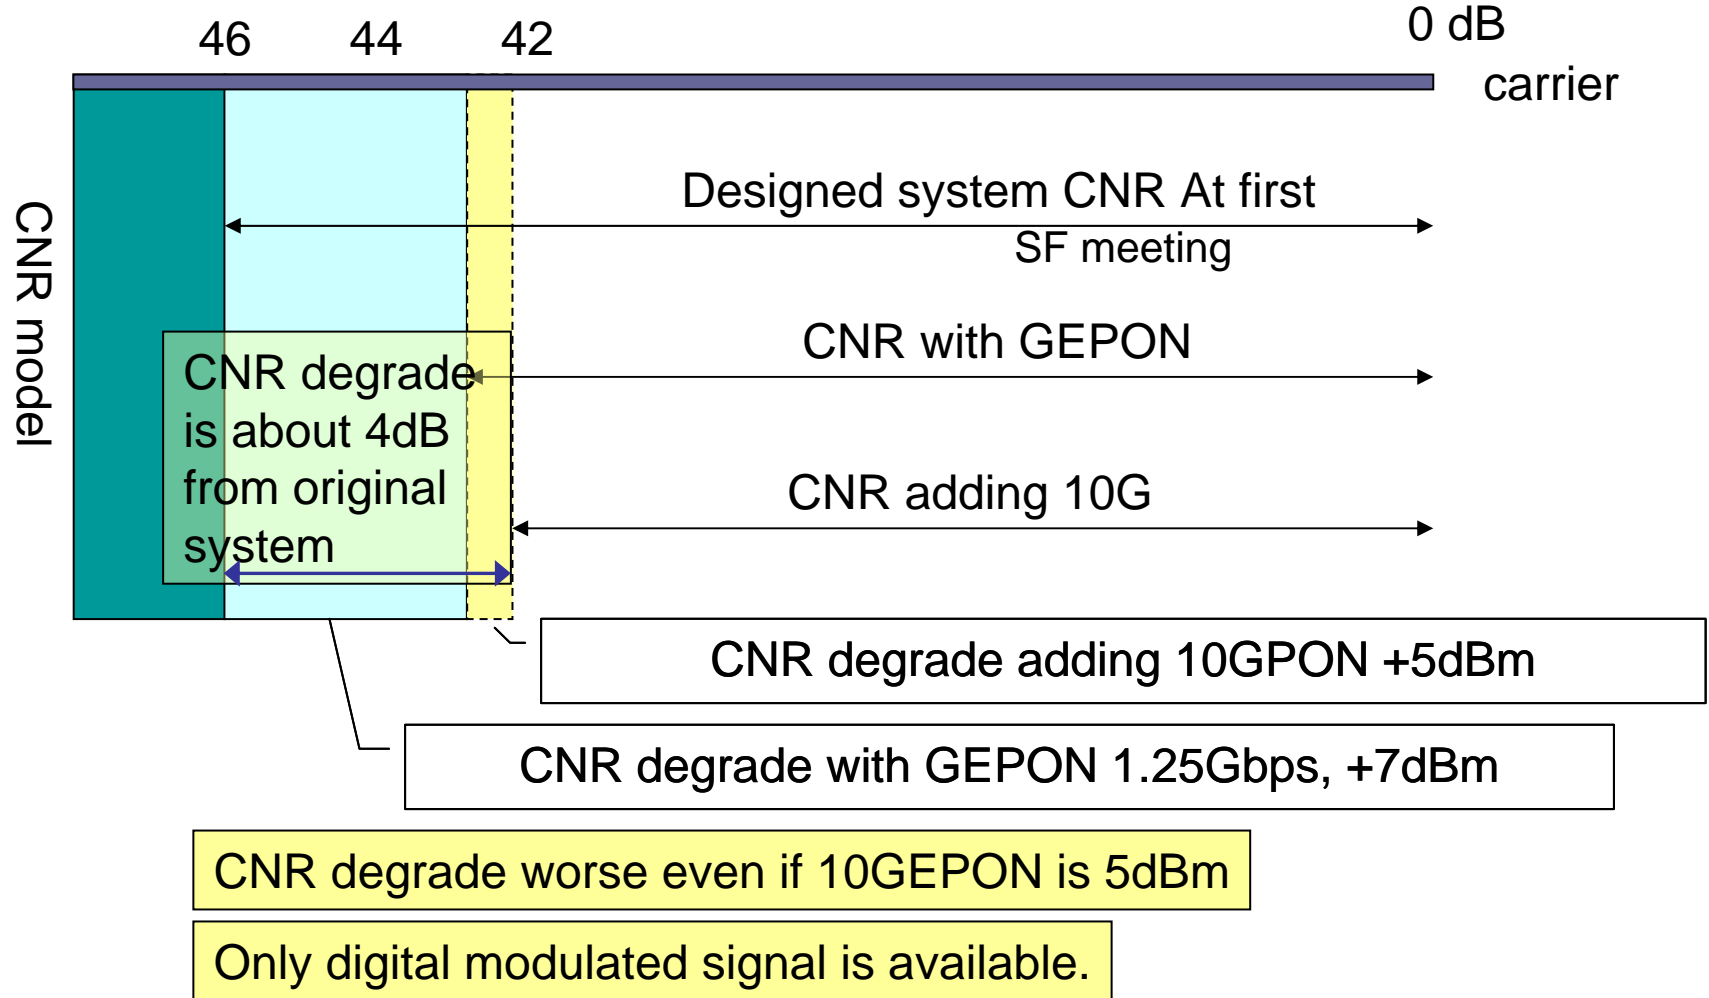 46 44 42 0 dB
carrier
CNR model
Designed system CNR At first
SF meeting
CNR with GEPON
CNR degrade
is about 4dB
from original
system
CNR adding 10G
CNR degrade adding 10GPON +5dBm
CNR degrade with GEPON 1.25Gbps, +7dBm
CNR degrade worse even if 10GEPON is 5dBm
Only digital modulated signal is available.